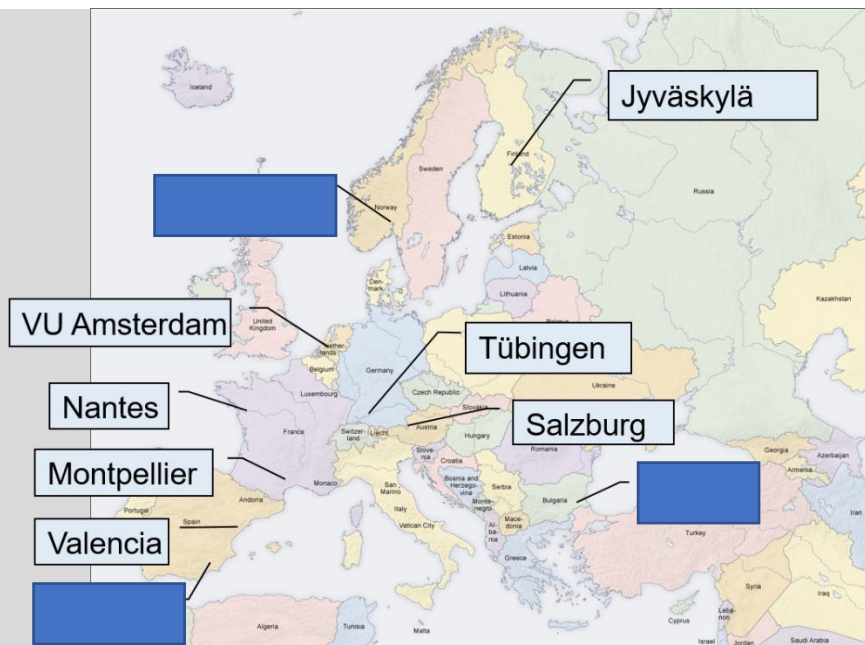 Jyväskylä
Iceland
Finland
Sweden
Russia
Norway
Estonia
Latvia
Den-
mark
Lithuania
Kazakhstan
United
Kingdom
VU Amsterdam
Nether-
lands
Tübingen
Belgium
Germany
Ukraine
Luxembourg
Czech Republic
Nantes
Slovakia
Salzburg
Austria
Switzer-
land
Liecht.
Hungary
France
Slove-
nia
Romania
Croatia
Georgia
Azerbaijan
Montpellier
Monaco
San
Marino
Bosnia and
Herzego-
vina
Serbia
Armenia
Andorra
Portugal
Spain
Italy
Monte-
negro
Bulgaria
Iran
Vatican City
Al-
ba-
nia
Mace-
donia
Valencia
Turkey
Greece
Syria
Iraq
Cyprus
Leba-
non
Algeria
Tunisia
Malta
Israel
Jordan
Saudi Arabia